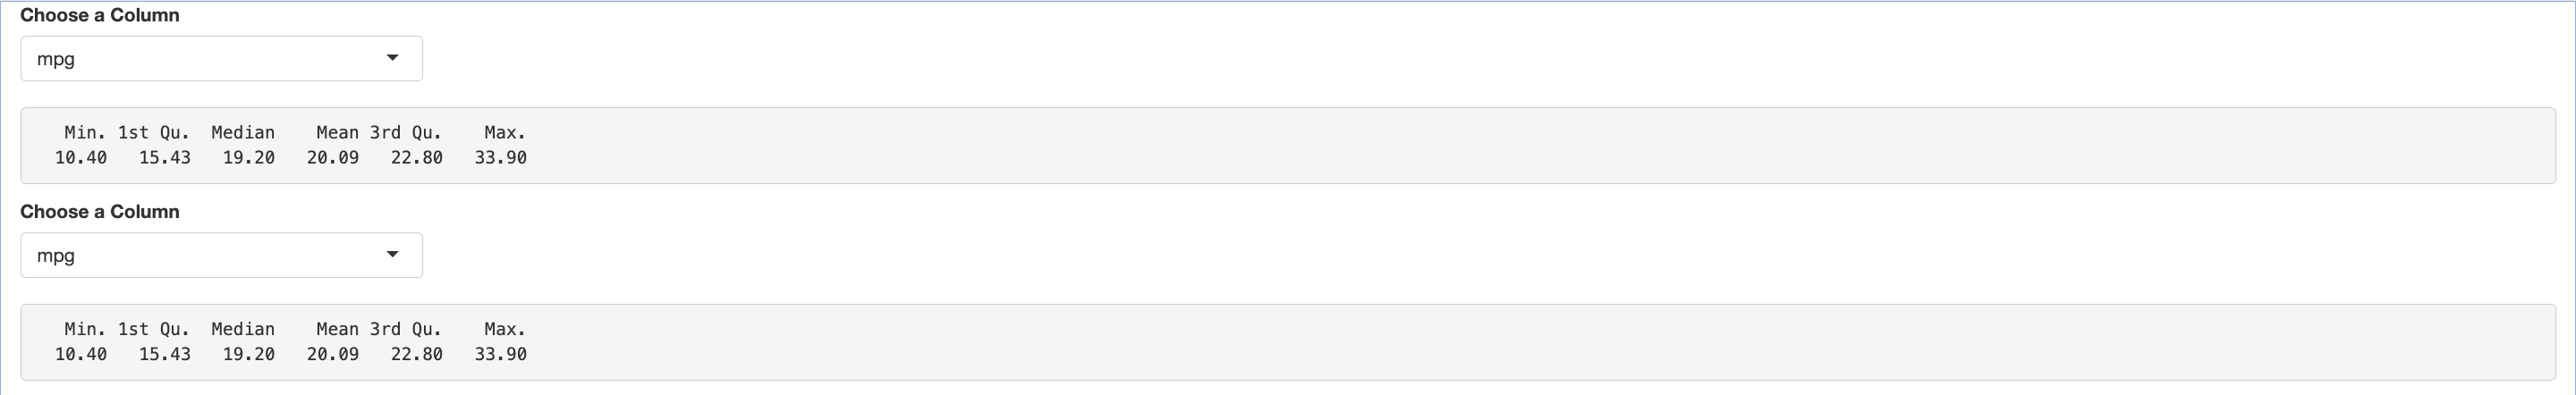 Choose a Column
mpg
Min. 1st Qu. Median Mean 3rd Qu. Max.
10.40 15.43 19.20 20.09 22.80 33.90
Choose a Column
mpg
Min. 1st Qu. Median Mean 3rd Qu. Max.
10.40 15.43 19.20 20.09 22.80 33.90